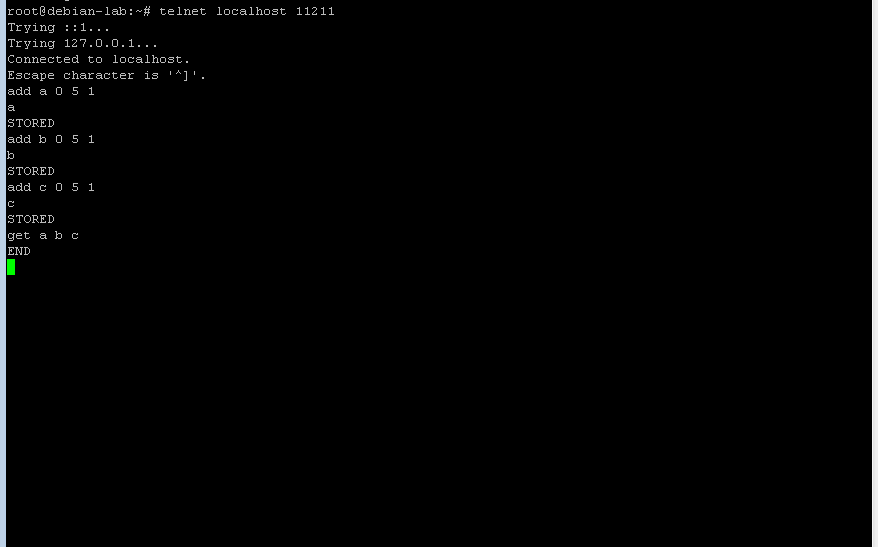 root@debian-lab:~# telnet localhost 11211
Trying ::1...
Trying 127.0.0.1...
Connected to localhost.
Escape character is '^]'.
add a 0 5 1
a
STORED
add b 0 5 1
b
STORED
add c 0 5 1
c
STORED
get a b c
END